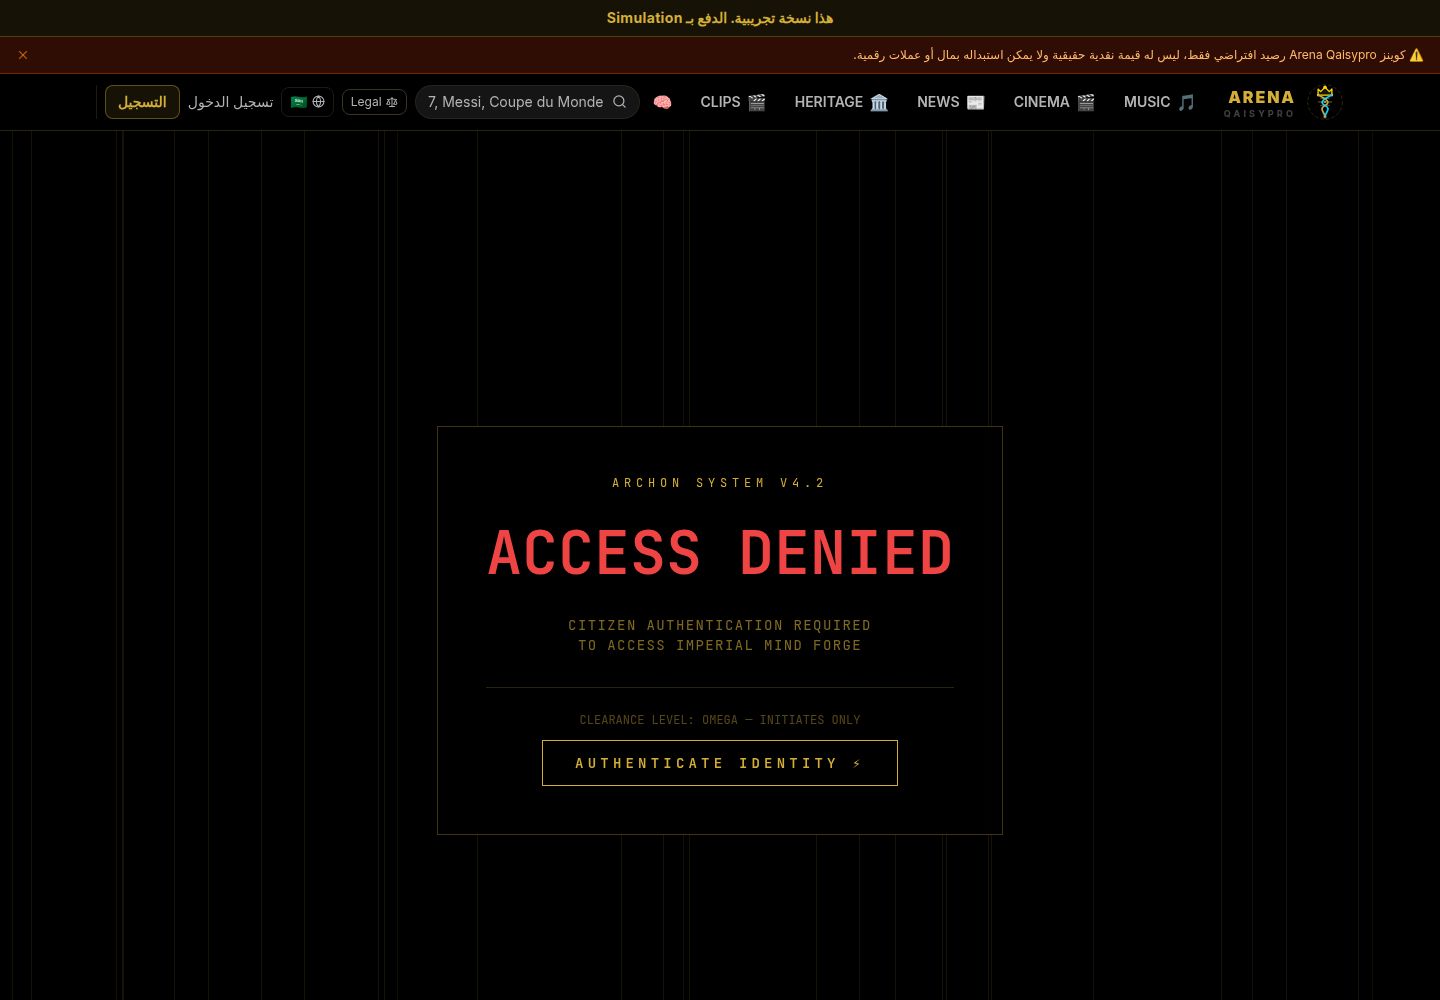 هذا نسخة تجريبية. الدفع بـ Simulation
⚠️ كوينز Arena Qaisypro رصيد افتراضي فقط، ليس له قيمة نقدية حقيقية ولا يمكن استبداله بمال أو عملات رقمية.
ARENA
QAISYPRO
MUSIC
CINEMA
NEWS
HERITAGE
CLIPS
7, Messi, Coupe du Monde
Legal
تسجيل الدخول
التسجيل
ARCHON SYSTEM V4.2
ACCESS DENIED
CITIZEN AUTHENTICATION REQUIRED
TO ACCESS IMPERIAL MIND FORGE
CLEARANCE LEVEL: OMEGA — INITIATES ONLY
AUTHENTICATE IDENTITY ⚡